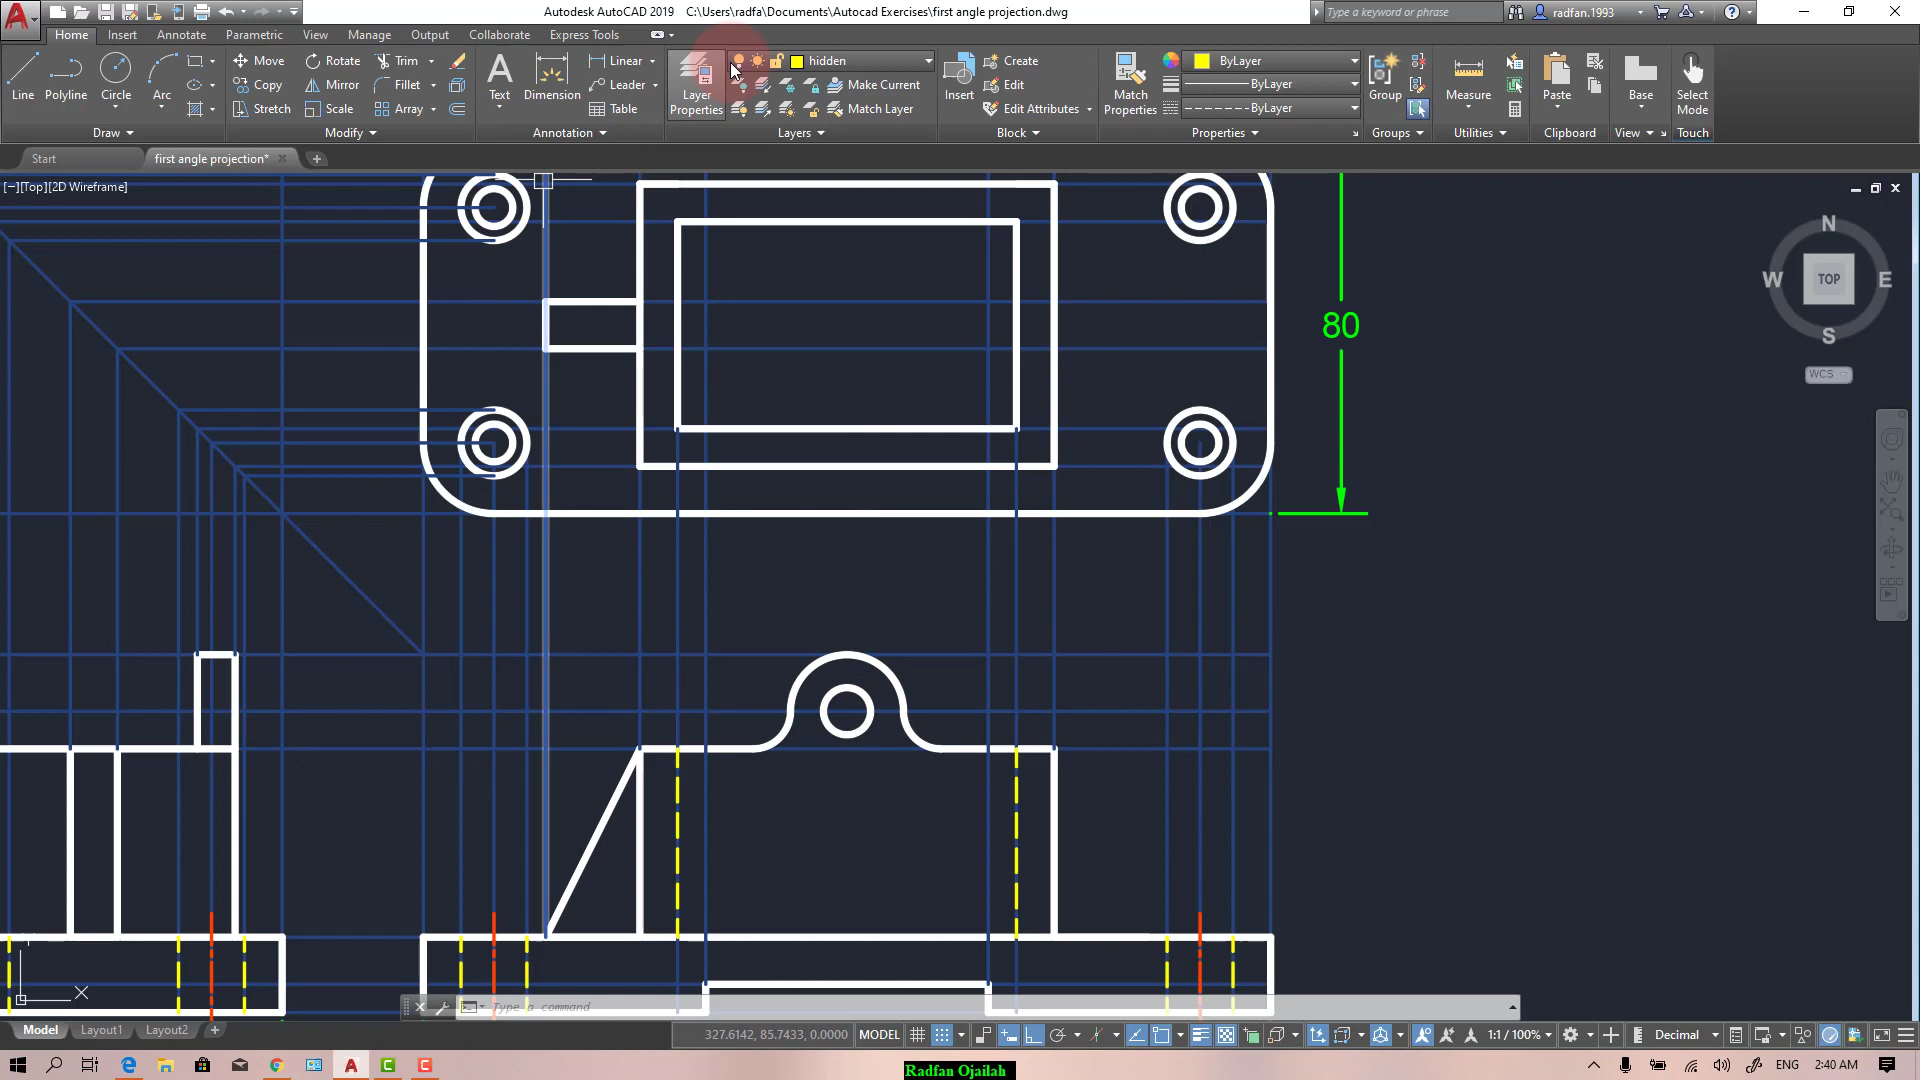 Autodesk AutoCAD 2019 C:\Users\radfa\Documents\Autocad Exercises\first angle projection.dwg
Type a keyword or phrase
radfan.1993
Home Insert Annotate Parametric View Manage Output Collaborate Express Tools
Line Polyline Circle Arc
Draw
Move Rotate Trim
Copy Mirror Fillet
Stretch Scale Array
Modify
Text Dimension
Linear
Leader
Table
Annotation
Layer Properties
hidden
Make Current
Match Layer
Layers
Insert
Create
Edit
Edit Attributes
Block
Match Properties
ByLayer
ByLayer
ByLayer
Properties
Group
Groups
Measure
Utilities
Paste
Clipboard
Base
View
Select Mode
Touch
Start first angle projection*
[−][Top][2D Wireframe]
N
W TOP E
S
WCS
80
X
Type a command
Model Layout1 Layout2
327.6142, 85.7433, 0.0000 MODEL 1:1 / 100% Decimal
ENG 2:40 AM
Radfan Ojailah